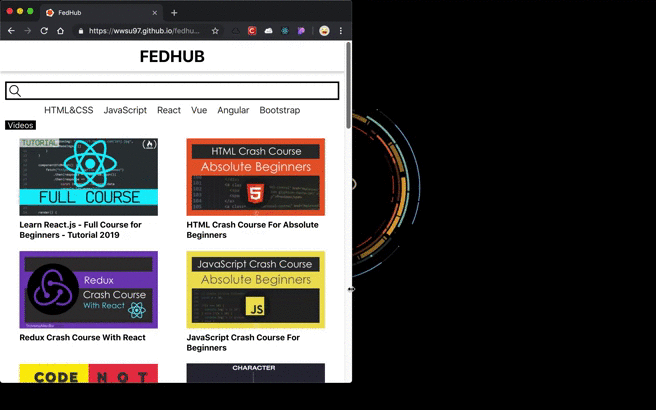 FedHub
https://wwsu97.github.io/fedhu...
FEDHUB
HTML&CSS JavaScript React Vue Angular Bootstrap
Videos
TUTORIAL
FULL COURSE
Learn React.js - Full Course for
Beginners - Tutorial 2019
HTML Crash Course
Absolute Beginners
5
HTML Crash Course For Absolute
Beginners
Redux
Crash Course
With React
Redux Crash Course With React
JavaScript Crash Course
Absolute Beginners
JS
JavaScript Crash Course For
Beginners
CODE NOT
CHARACTER